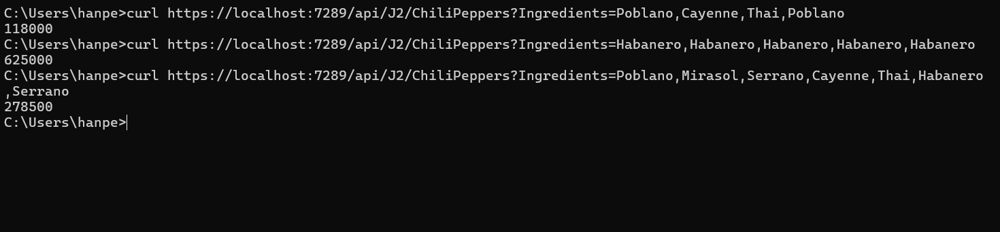 C:\Users\hanpe>curl https://localhost:7289/api/J2/ChiliPeppers?Ingredients=Poblano,Cayenne,Thai,Poblano
118000
C:\Users\hanpe>curl https://localhost:7289/api/J2/ChiliPeppers?Ingredients=Habanero,Habanero,Habanero,Habanero,Habanero
625000
C:\Users\hanpe>curl https://localhost:7289/api/J2/ChiliPeppers?Ingredients=Poblano,Mirasol,Serrano,Cayenne,Thai,Habanero
,Serrano
278500
C:\Users\hanpe>